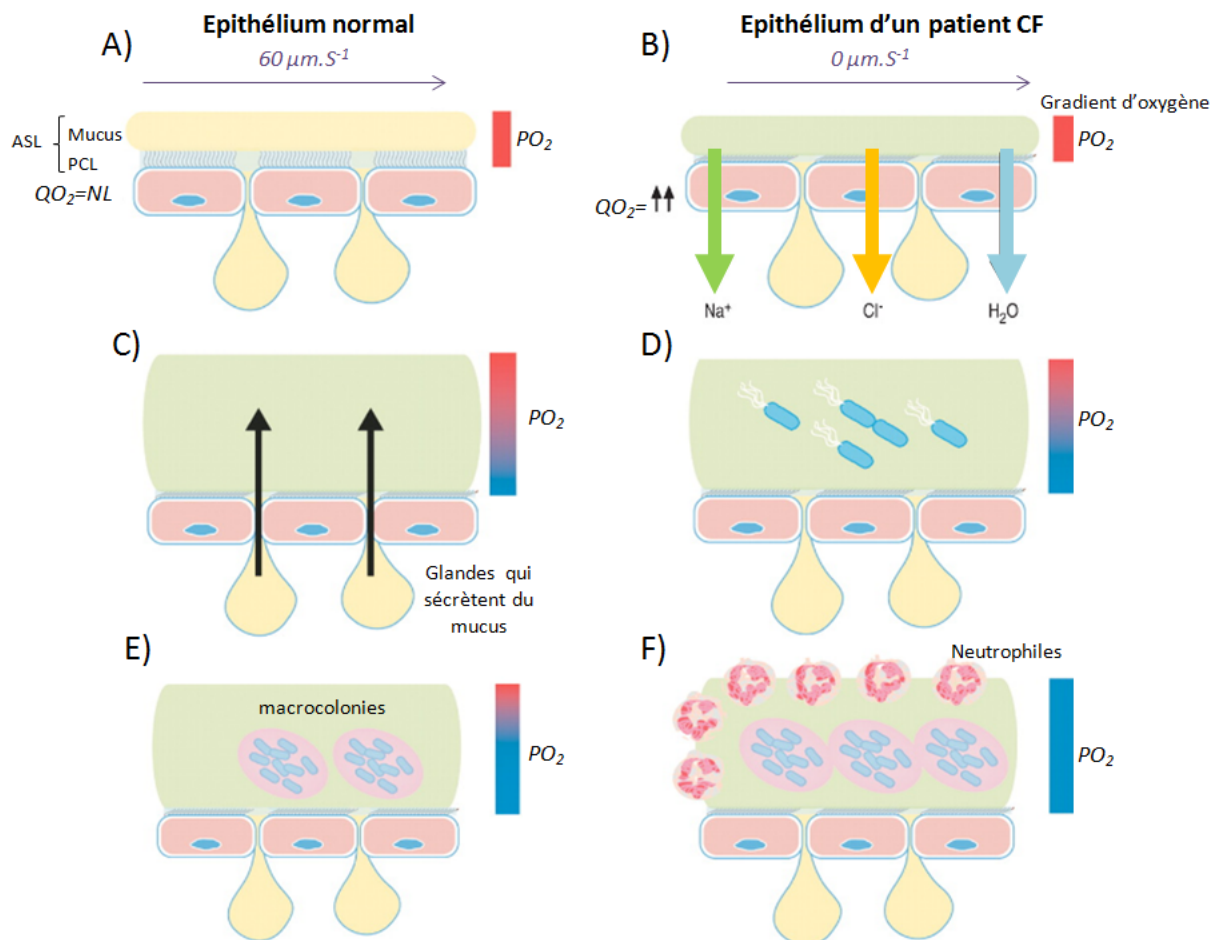 Epithélium normal
Epithélium d'un patient CF
A)
60 µm.S⁻¹
B)
0 µm.S⁻¹
Gradient d'oxygène
ASL
Mucus
PCL
PO₂
QO₂=NL
PO₂
QO₂=
Na⁺
Cl⁻
H₂O
C)
PO₂
Glandes qui
sécrètent du
mucus
D)
PO₂
E)
macrocolonies
PO₂
F)
Neutrophiles
PO₂